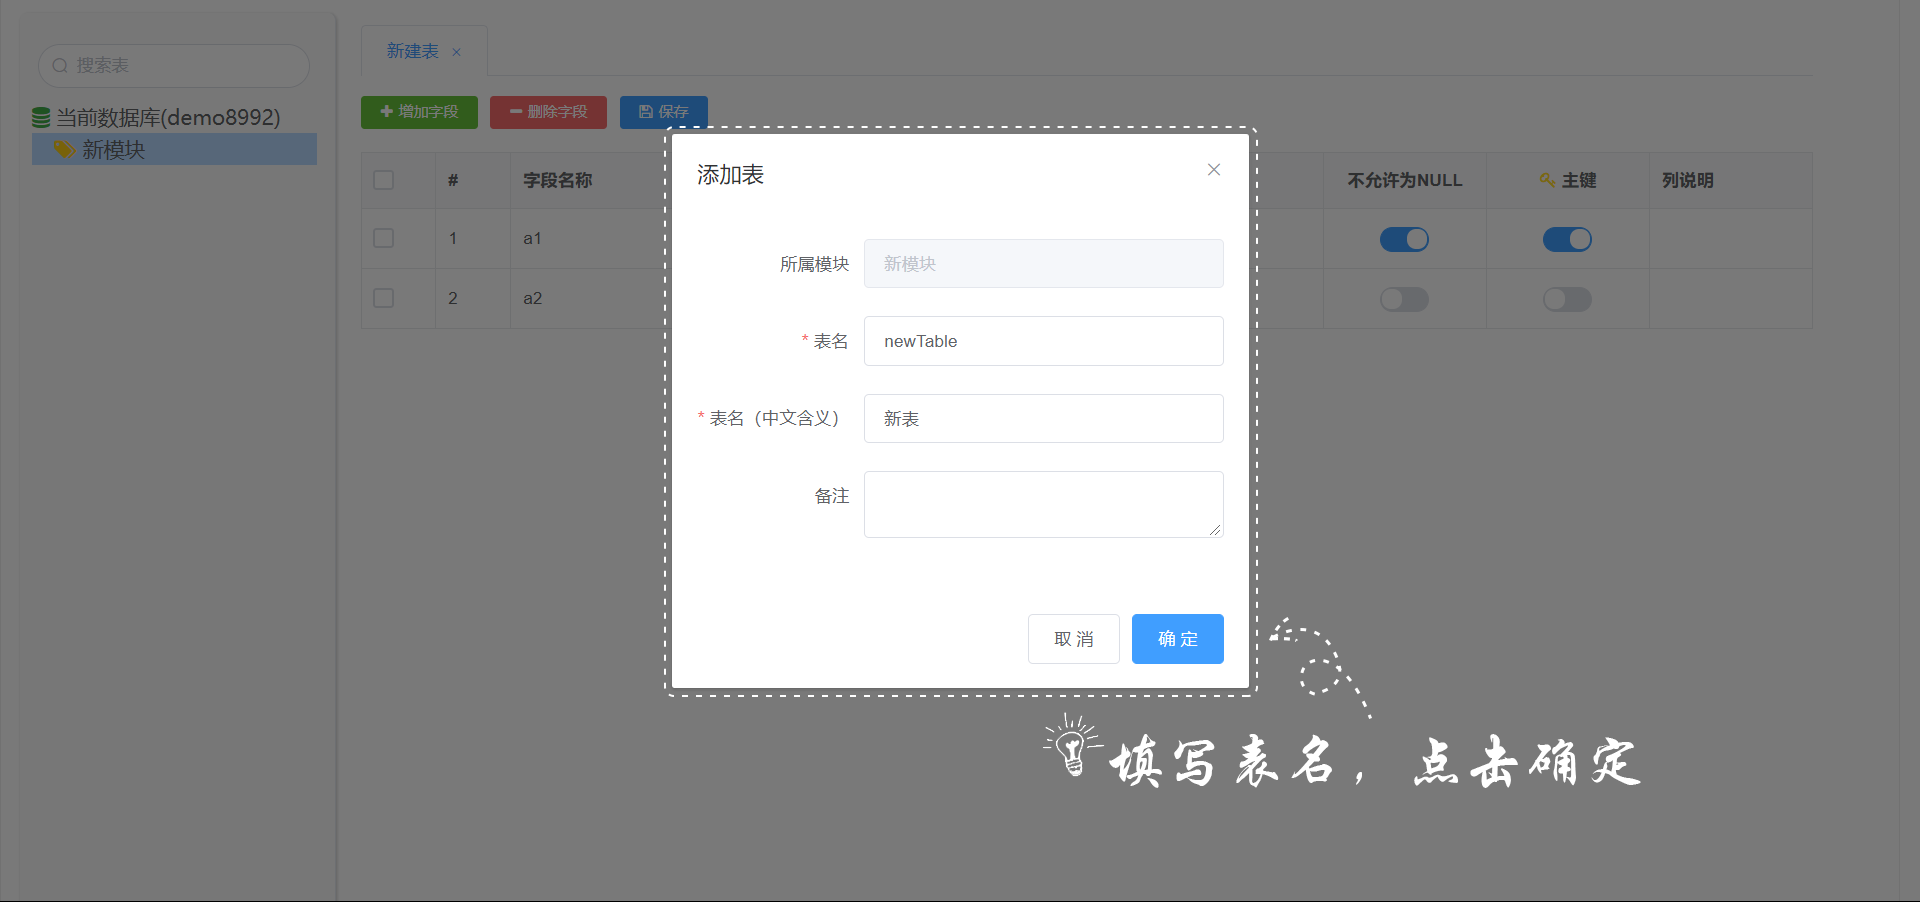 搜索表
当前数据库(demo8992)
新模块
新建表 ×
增加字段 删除字段 保存
# 字段名称 不允许为NULL 主键 列说明
1 a1
2 a2
添加表
所属模块 新模块
* 表名 newTable
* 表名（中文含义） 新表
备注
取 消 确 定
填写表名，点击确定